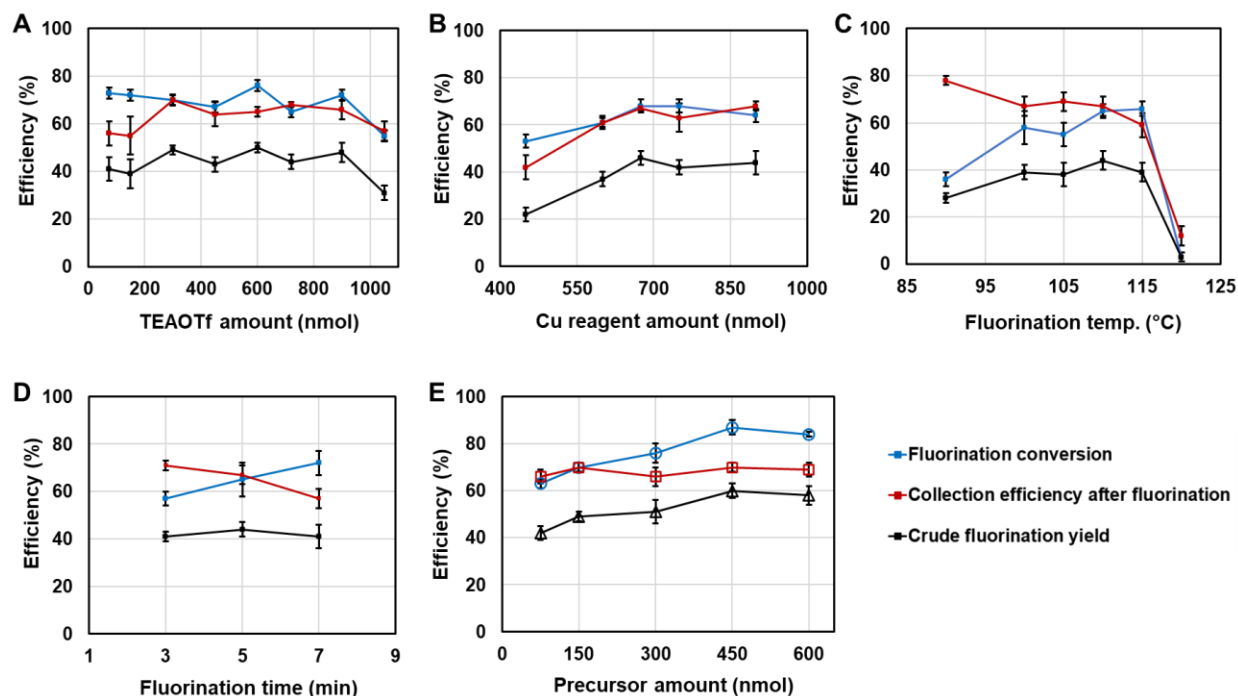 A
Efficiency (%)
100
80
60
40
20
0
0 200 400 600 800 1000
TEAOTf amount (nmol)
B
Efficiency (%)
100
80
60
40
20
0
400 550 700 850 1000
Cu reagent amount (nmol)
C
Efficiency (%)
100
80
60
40
20
0
85 95 105 115 125
Fluorination temp. (°C)
D
Efficiency (%)
100
80
60
40
20
0
1 3 5 7 9
Fluorination time (min)
E
Efficiency (%)
100
80
60
40
20
0
0 150 300 450 600
Precursor amount (nmol)
Fluorination conversion
Collection efficiency after fluorination
Crude fluorination yield